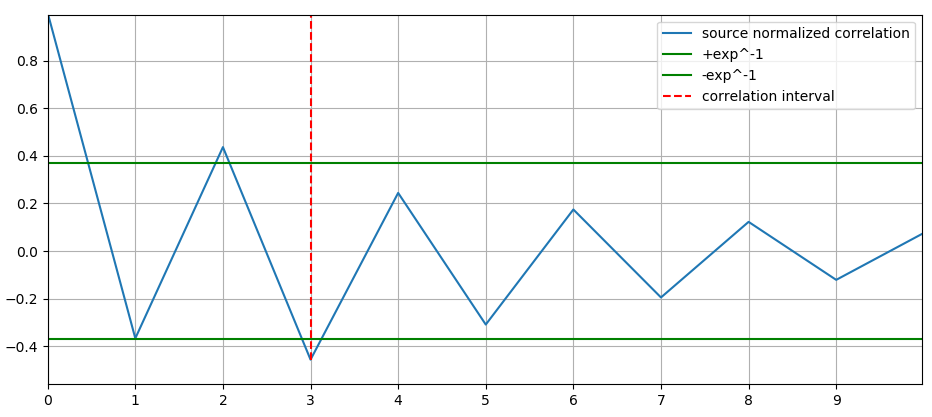 source normalized correlation
+exp^-1
-exp^-1
correlation interval
0.8
0.6
0.4
0.2
0.0
−0.2
−0.4
0 1 2 3 4 5 6 7 8 9